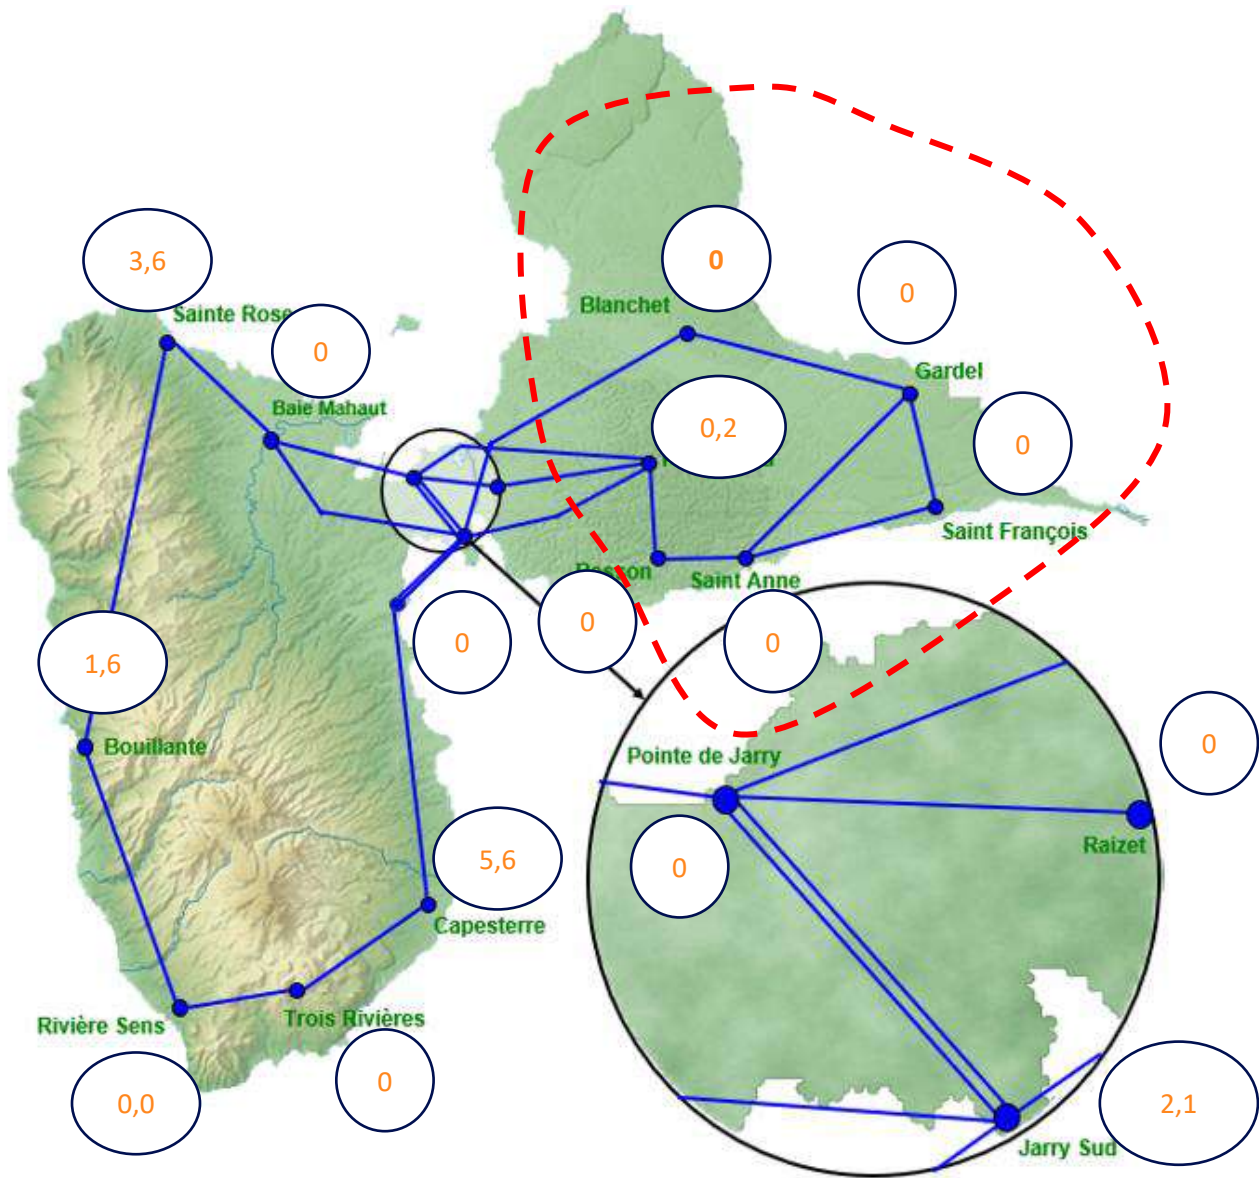 3,6
0
0
Sainte Rose
Blanchet
0
Gardel
Baie Mahaut
0,2
0
Saint François
Besson
Saint Anne
0
0
0
1,6
Bouillante
Pointe de Jarry
0
Raizet
0
5,6
Capesterre
Rivière Sens
Trois Rivières
0,0
0
2,1
Jarry Sud